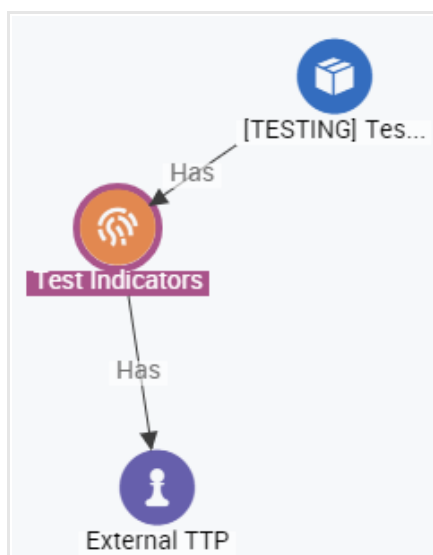 [TESTING] Tes...
Has
Test Indicators
Has
External TTP